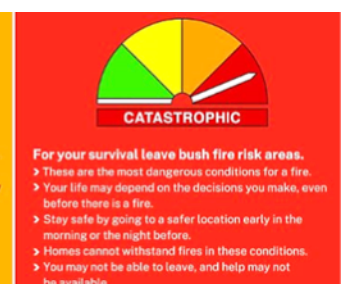 CATASTROPHIC
For your survival leave bush fire risk areas.
> These are the most dangerous conditions for a fire.
> Your life may depend on the decisions you make, even
before there is a fire.
> Stay safe by going to a safer location early in the
morning or the night before.
> Homes cannot withstand fires in these conditions.
> You may not be able to leave, and help may not
be available.